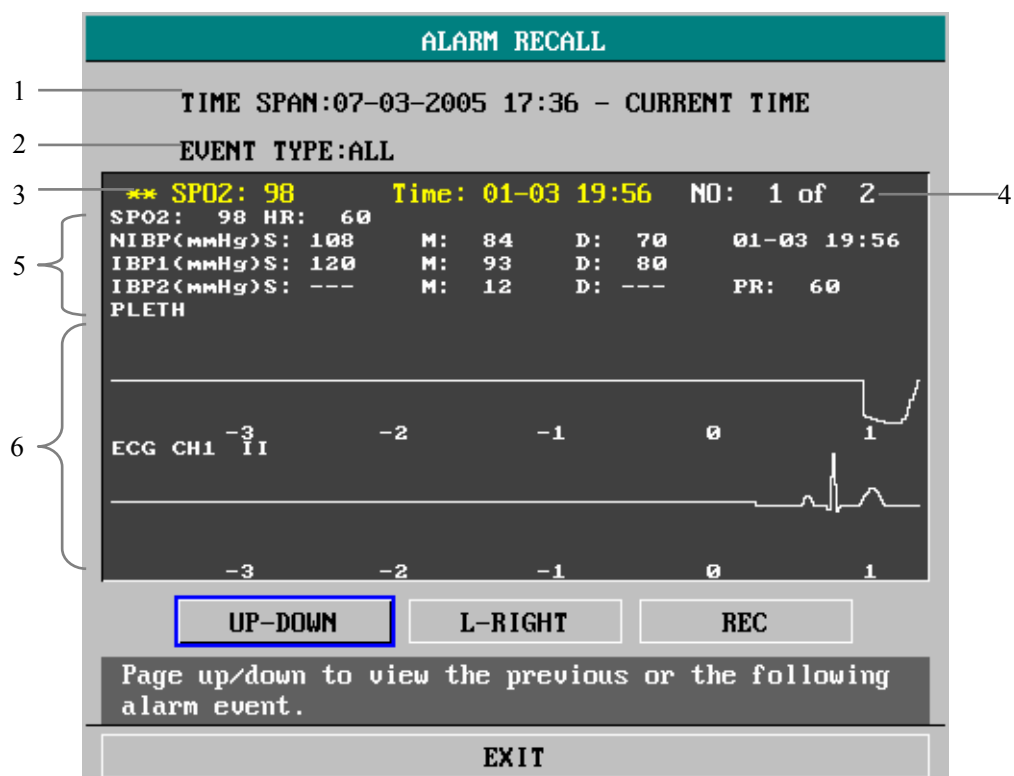 ALARM RECALL
1
TIME SPAN:07-03-2005 17:36 - CURRENT TIME
2
EVENT TYPE:ALL
3
** SPO2: 98 Time: 01-03 19:56 NO: 1 of 2
4
SPO2: 98 HR: 60
5
NIBP(mmHg)S: 108 M: 84 D: 70 01-03 19:56
IBP1(mmHg)S: 120 M: 93 D: 80
IBP2(mmHg)S: --- M: 12 D: --- PR: 60
PLETH
6
-3 -2 -1 0 1
ECG CH1 II
-3 -2 -1 0 1
UP-DOWN L-RIGHT REC
Page up/down to view the previous or the following
alarm event.
EXIT